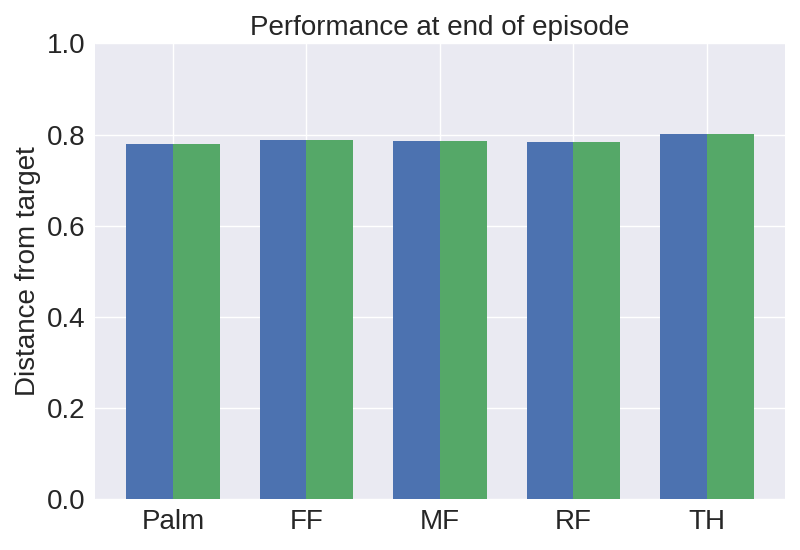 Performance at end of episode
Distance from target
1.0
0.8
0.6
0.4
0.2
0.0
Palm FF MF RF TH